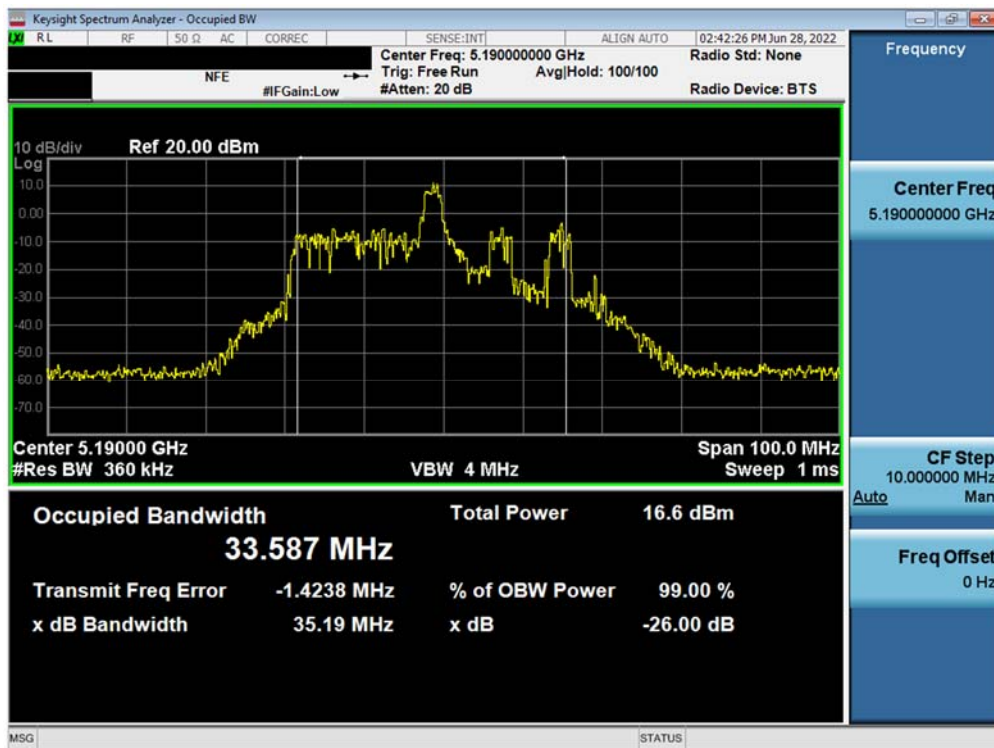 Keysight Spectrum Analyzer - Occupied BW
LXI RL RF 50 Ω AC CORREC SENSE:INT ALIGN AUTO 02:42:26 PM Jun 28, 2022
Center Freq: 5.190000000 GHz Radio Std: None
NFE Trig: Free Run Avg|Hold: 100/100
#IFGain:Low #Atten: 20 dB Radio Device: BTS
10 dB/div Ref 20.00 dBm
Log
10.0
0.00
-10.0
-20.0
-30.0
-40.0
-50.0
-60.0
-70.0
Center 5.19000 GHz Span 100.0 MHz
#Res BW 360 kHz VBW 4 MHz Sweep 1 ms
Occupied Bandwidth Total Power 16.6 dBm
33.587 MHz
Transmit Freq Error -1.4238 MHz % of OBW Power 99.00 %
x dB Bandwidth 35.19 MHz x dB -26.00 dB
MSG STATUS
Frequency
Center Freq
5.190000000 GHz
CF Step
10.000000 MHz
Auto Man
Freq Offset
0 Hz